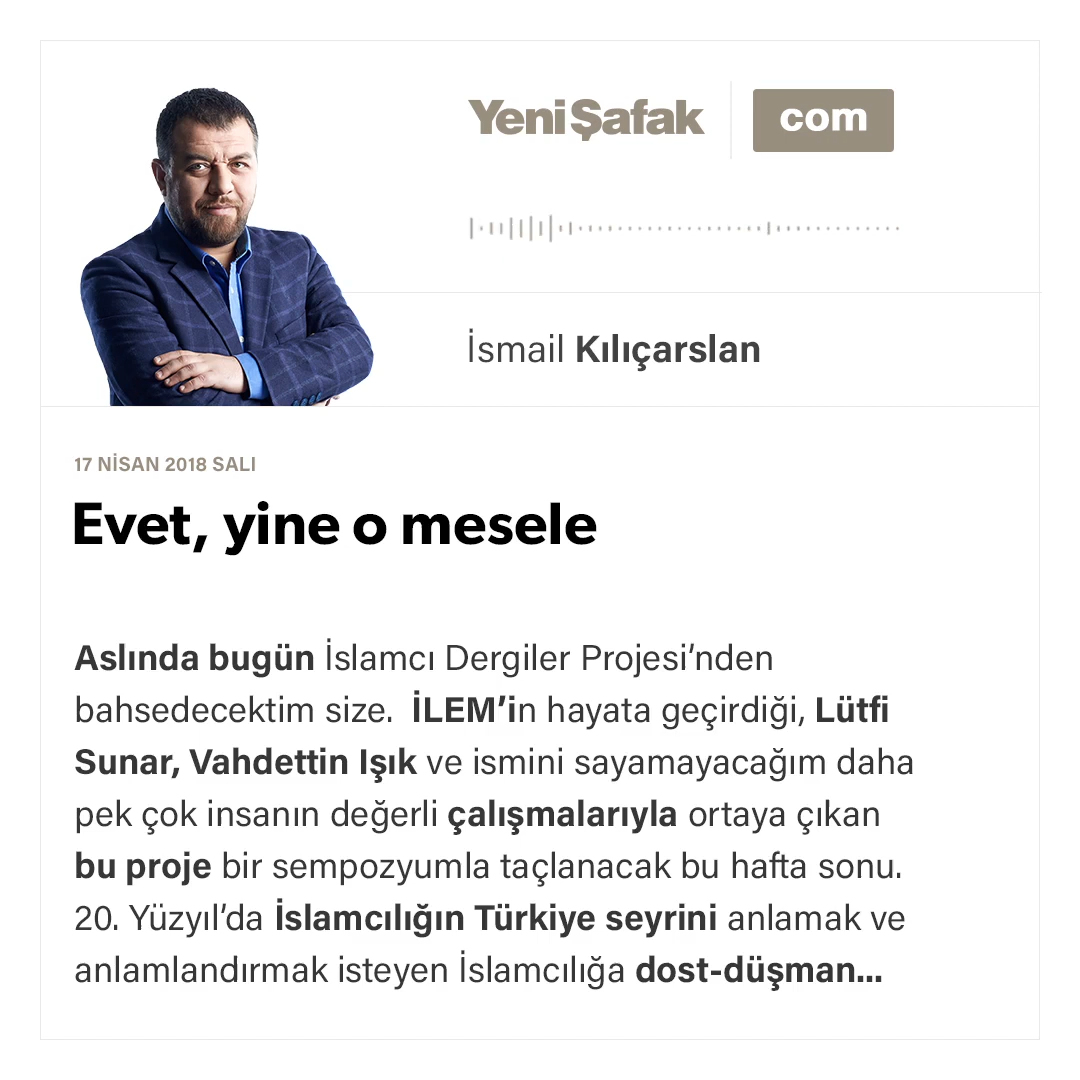 YeniŞafak com
İsmail Kılıçarslan
17 NİSAN 2018 SALI
Evet, yine o mesele
Aslında bugün İslamcı Dergiler Projesi’nden
bahsedecektim size. İLEM’in hayata geçirdiği, Lütfi
Sunar, Vahdettin Işık ve ismini sayamayacağım daha
pek çok insanın değerli çalışmalarıyla ortaya çıkan
bu proje bir sempozyumla taçlanacak bu hafta sonu.
20. Yüzyıl’da İslamcılığın Türkiye seyrini anlamak ve
anlamlandırmak isteyen İslamcılığa dost-düşman...